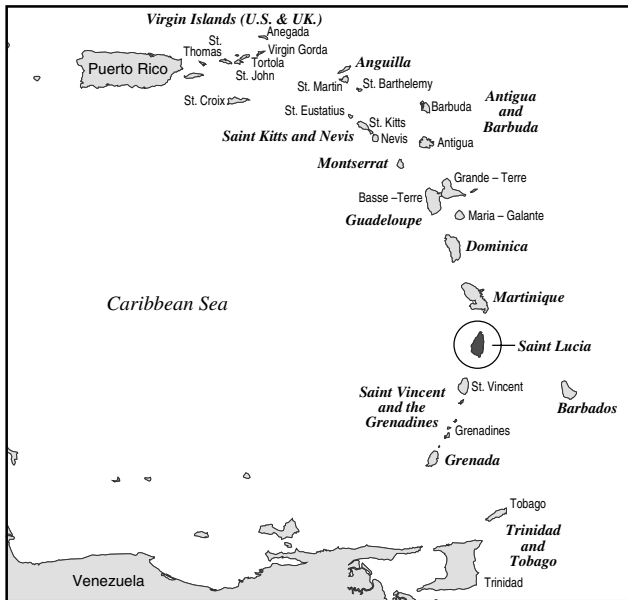 Virgin Islands (U.S. & UK.)
Anegada
St.
Thomas
Virgin Gorda
Tortola
St. John
Puerto Rico
Anguilla
St. Martin
St. Barthelemy
St. Croix
Barbuda
Antigua
and
Barbuda
St. Eustatius
St. Kitts
Saint Kitts and Nevis
Nevis
Antigua
Montserrat
Grande – Terre
Basse–Terre
Guadeloupe
Maria – Galante
Dominica
Caribbean Sea
Martinique
Saint Lucia
St. Vincent
Saint Vincent
and the
Grenadines
Barbados
Grenadines
Grenada
Tobago
Trinidad
and
Tobago
Venezuela
Trinidad